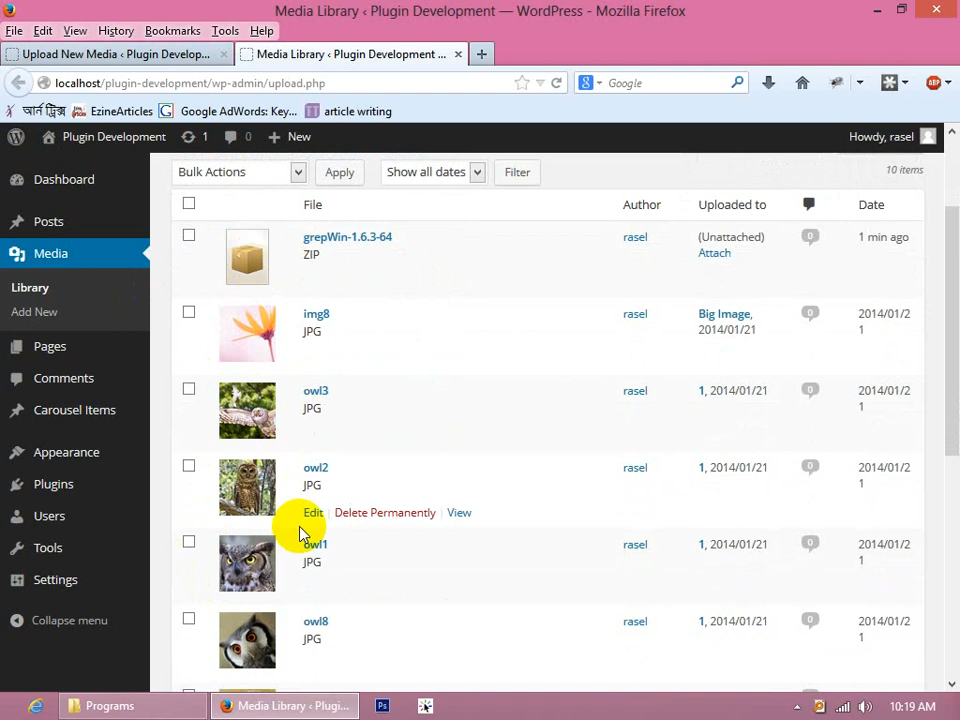 Media Library ‹ Plugin Development — WordPress - Mozilla Firefox
File Edit View History Bookmarks Tools Help
Upload New Media ‹ Plugin Develop... × Media Library ‹ Plugin Development ... × +
localhost/plugin-development/wp-admin/upload.php Google
আর্ন ট্রিক্স EzineArticles Google AdWords: Key... article writing
Plugin Development 1 0 + New Howdy, rasel
Dashboard
Posts
Media
Library
Add New
Pages
Comments
Carousel Items
Appearance
Plugins
Users
Tools
Settings
Collapse menu
Bulk Actions Apply Show all dates Filter 10 items
File Author Uploaded to Date
grepWin-1.6.3-64 rasel (Unattached) 0 1 min ago
ZIP Attach
img8 rasel Big Image, 0 2014/01/2
JPG 2014/01/21 1
owl3 rasel 1, 2014/01/21 0 2014/01/2
JPG 1
owl2 rasel 1, 2014/01/21 0 2014/01/2
JPG 1
Edit | Delete Permanently | View
owl1 rasel 1, 2014/01/21 0 2014/01/2
JPG 1
owl8 rasel 1, 2014/01/21 0 2014/01/2
JPG 1
Programs Media Library ‹ Plugi... Ps 10:19 AM